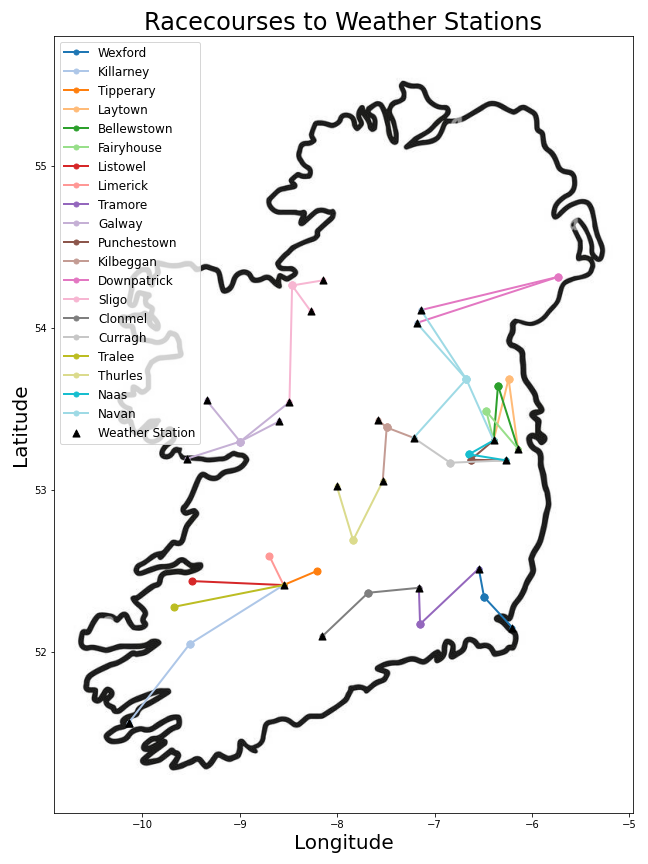 Racecourses to Weather Stations
Wexford
Killarney
Tipperary
Laytown
Bellewstown
Fairyhouse
Listowel
Limerick
Tramore
Galway
Punchestown
Kilbeggan
Downpatrick
Sligo
Clonmel
Curragh
Tralee
Thurles
Naas
Navan
Weather Station
Latitude
55
54
53
52
−10
−9
−8
−7
−6
−5
Longitude